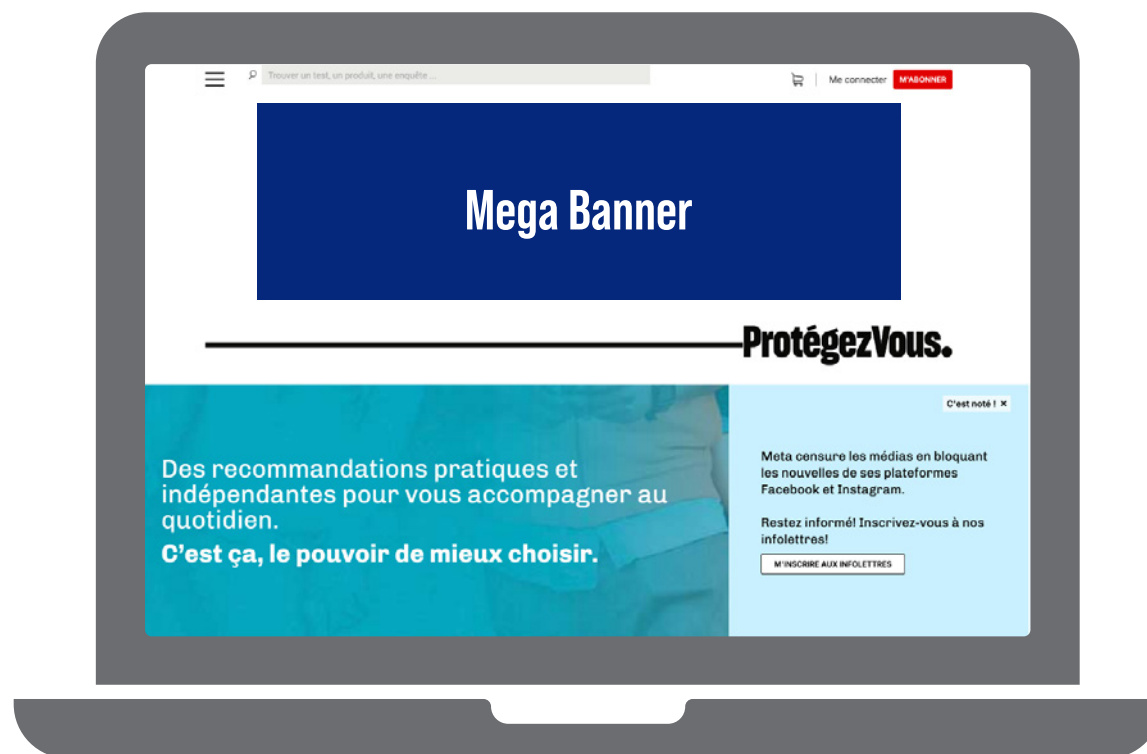 Trouver un test, un produit, une enquête ...
Me connecter
M'ABONNER
Mega Banner
ProtégezVous.
Des recommandations pratiques et
indépendantes pour vous accompagner au
quotidien.
C'est ça, le pouvoir de mieux choisir.
C'est noté ! ×
Meta censure les médias en bloquant
les nouvelles de ses plateformes
Facebook et Instagram.
Restez informé! Inscrivez-vous à nos
infolettres!
M'INSCRIRE AUX INFOLETTRES